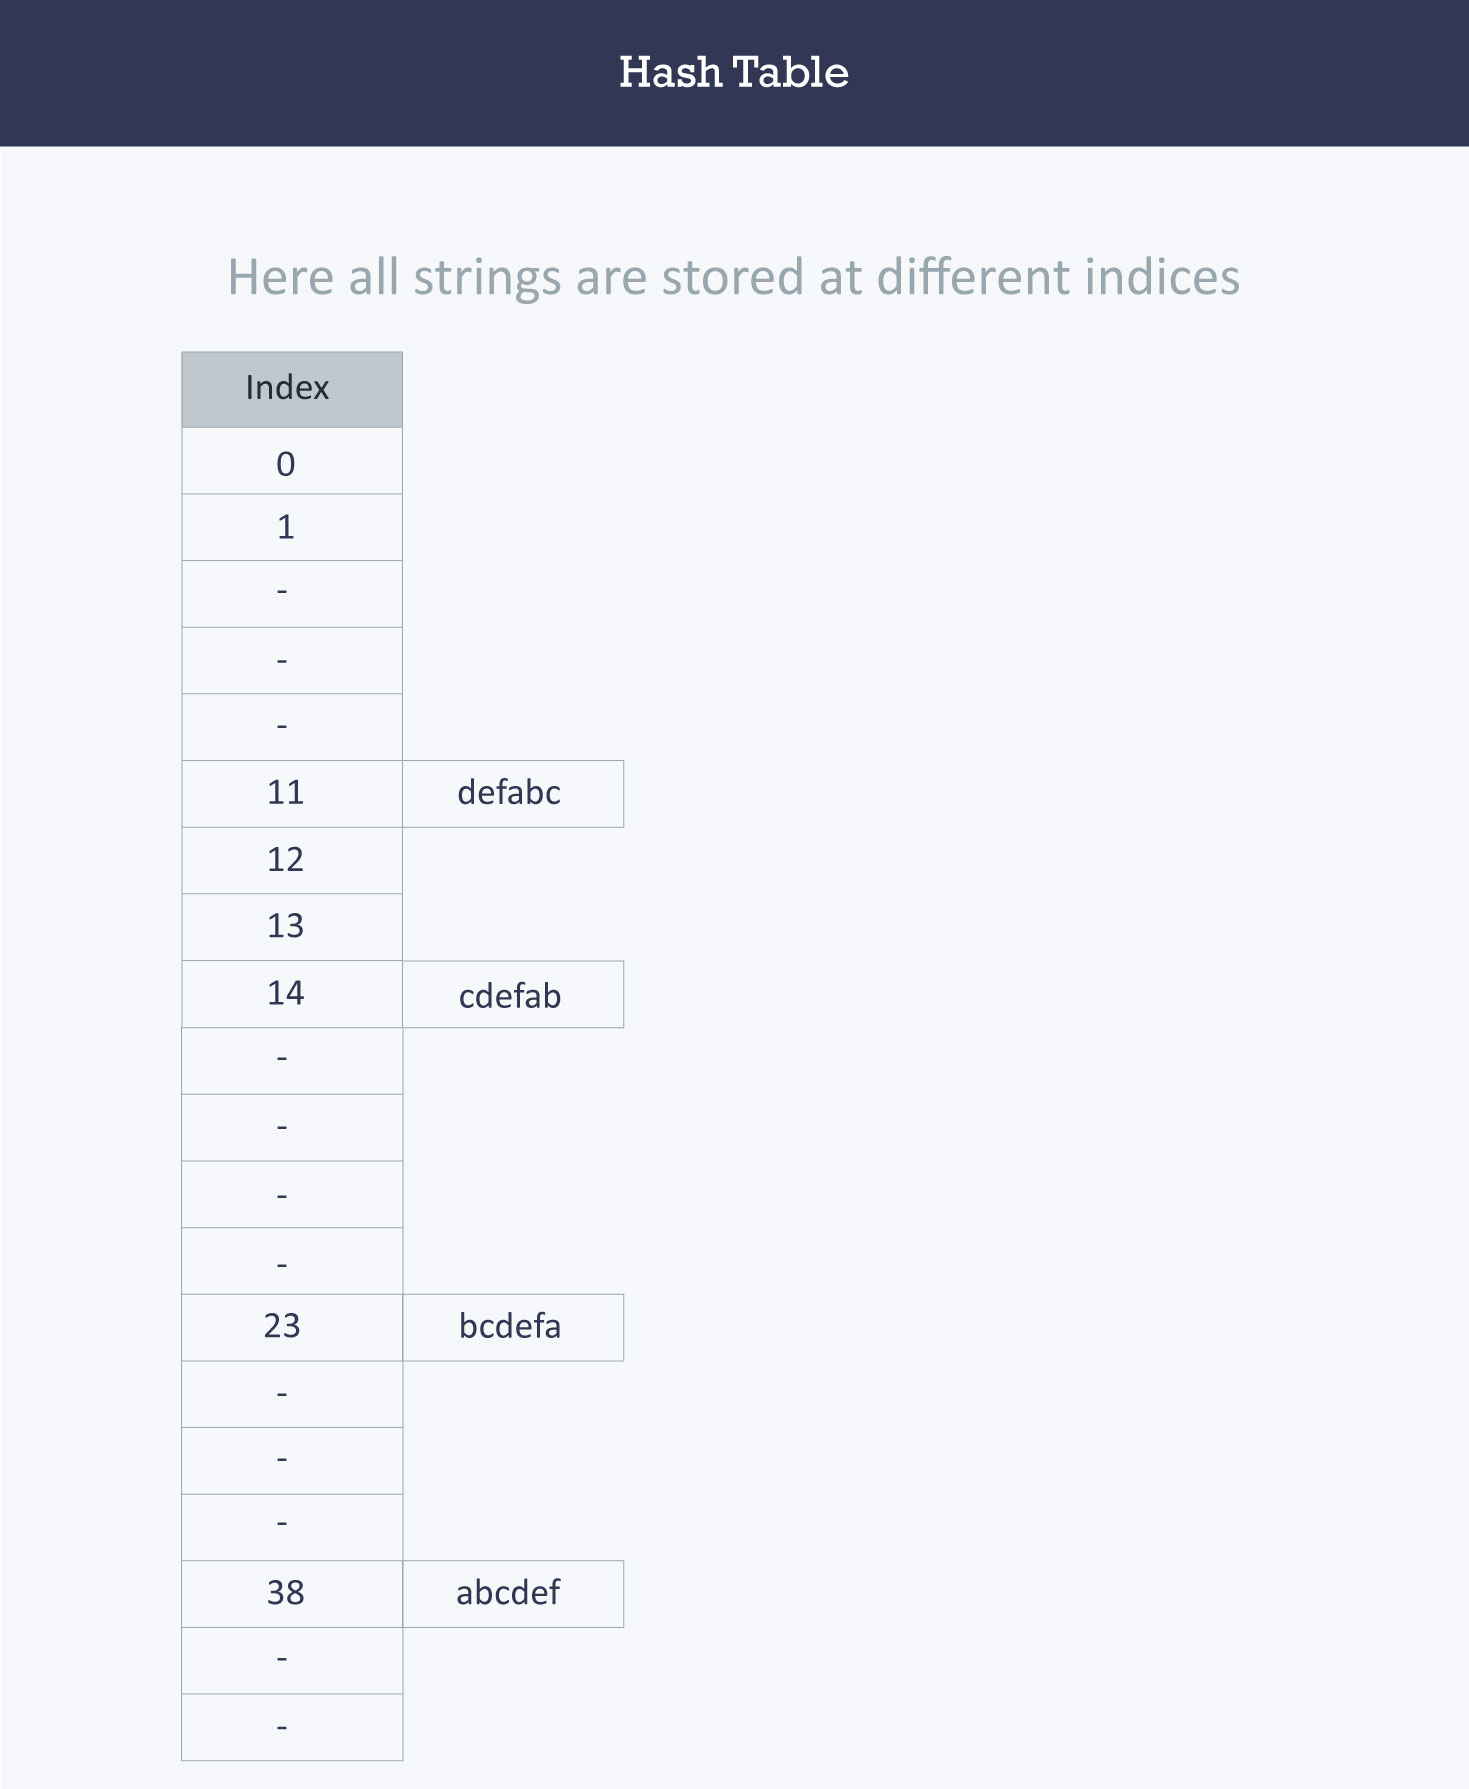 Hash Table
Here all strings are stored at different indices
Index
0
1
-
-
-
11 defabc
12
13
14 cdefab
-
-
-
-
23 bcdefa
-
-
-
38 abcdef
-
-